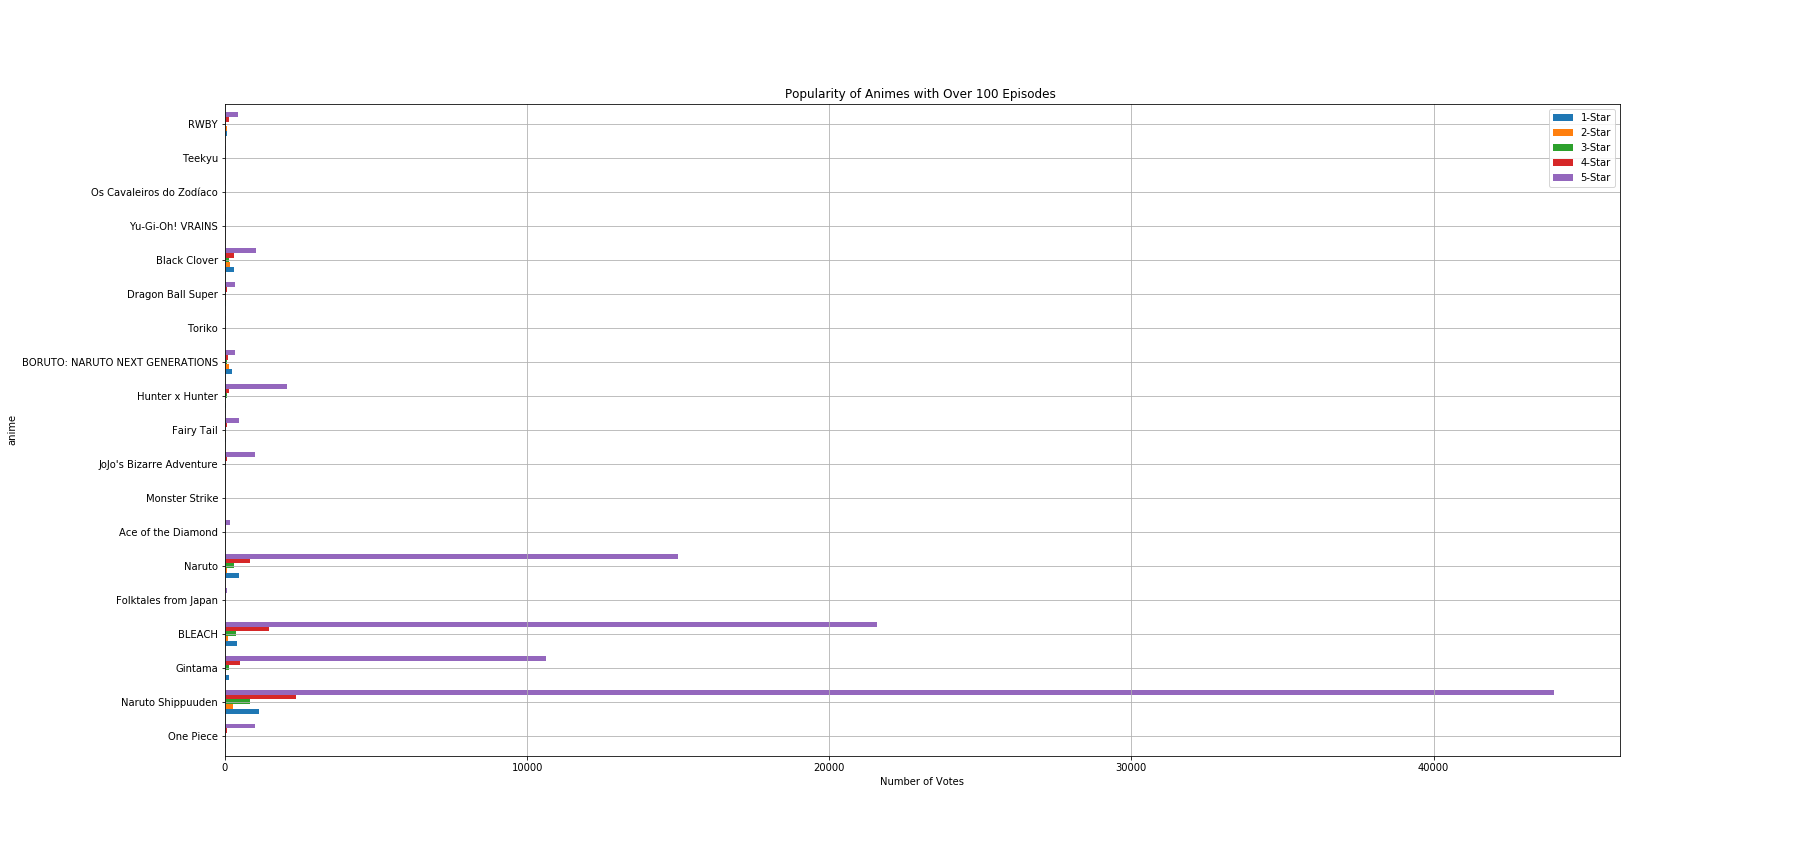 Popularity of Animes with Over 100 Episodes
RWBY
Teekyu
Os Cavaleiros do Zodíaco
Yu-Gi-Oh! VRAINS
Black Clover
Dragon Ball Super
Toriko
BORUTO: NARUTO NEXT GENERATIONS
Hunter x Hunter
Fairy Tail
JoJo's Bizarre Adventure
Monster Strike
Ace of the Diamond
Naruto
Folktales from Japan
BLEACH
Gintama
Naruto Shippuuden
One Piece
anime
1-Star
2-Star
3-Star
4-Star
5-Star
0 10000 20000 30000 40000
Number of Votes